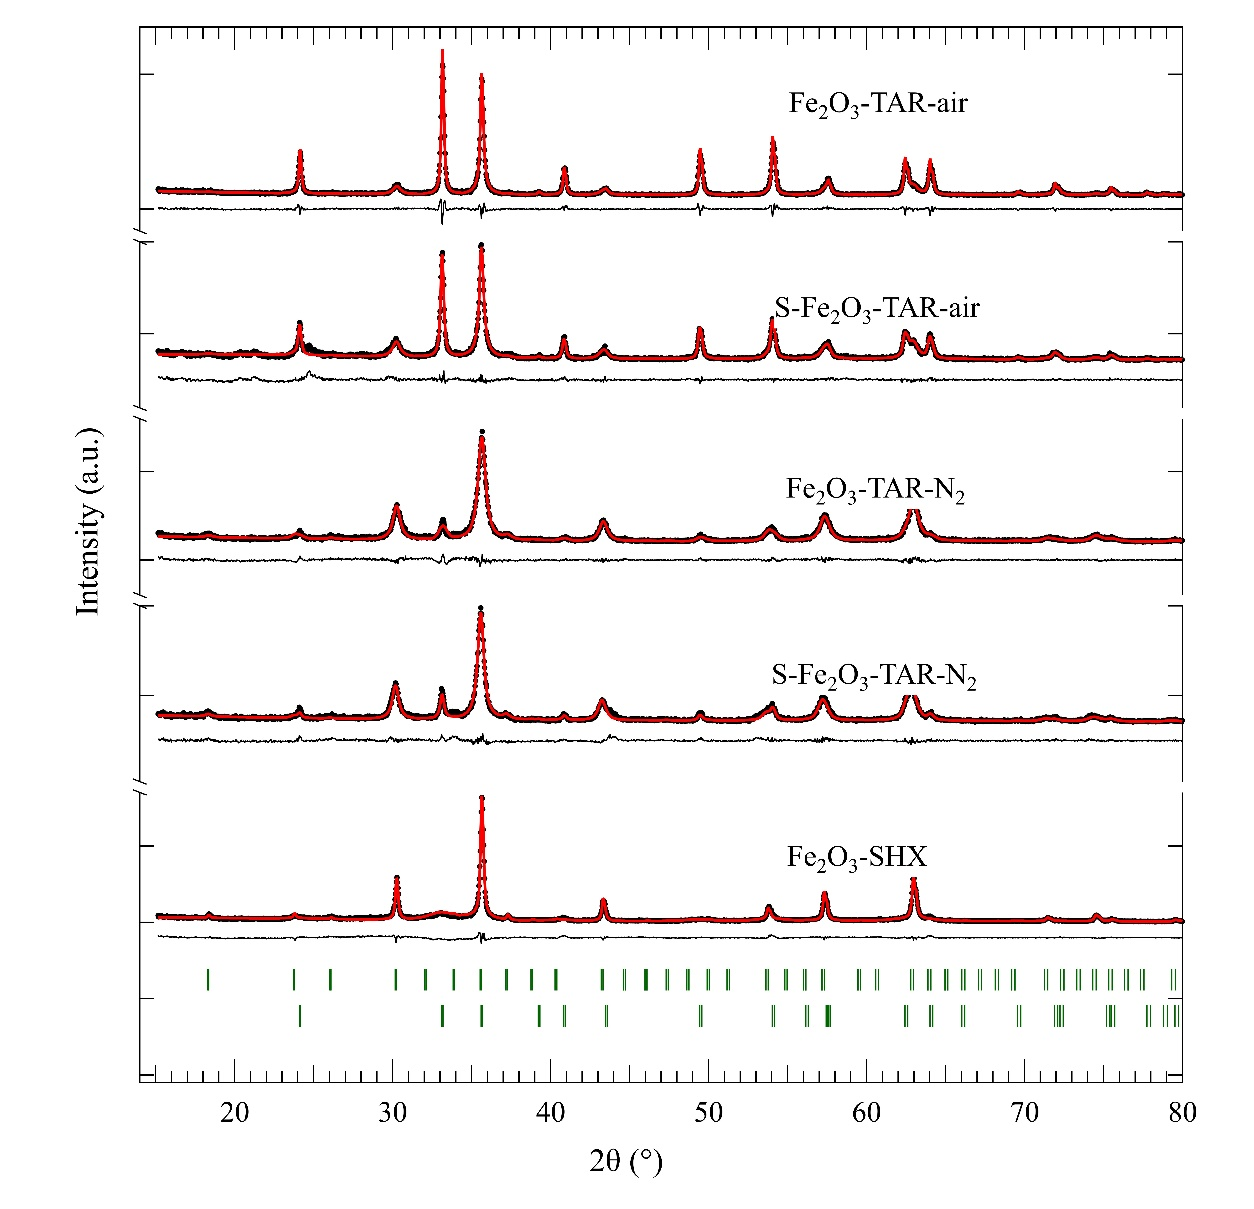 Fe₂O₃-TAR-air
S-Fe₂O₃-TAR-air
Fe₂O₃-TAR-N₂
S-Fe₂O₃-TAR-N₂
Fe₂O₃-SHX
Intensity (a.u.)
20 30 40 50 60 70 80
2θ (°)